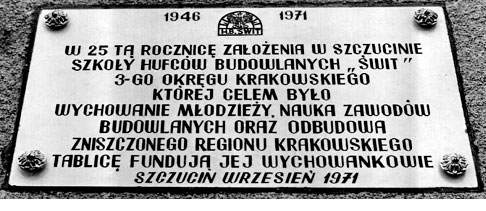 1946 1971
H.B. ŚWIT
W 25 TĄ ROCZNICĘ ZAŁOŻENIA W SZCZUCINIE
SZKOŁY HUFCÓW BUDOWLANYCH „ŚWIT"
3-GO OKRĘGU KRAKOWSKIEGO
KTÓREJ CELEM BYŁO
WYCHOWANIE MŁODZIEŻY, NAUKA ZAWODÓW
BUDOWLANYCH ORAZ ODBUDOWA
ZNISZCZONEGO REGIONU KRAKOWSKIEGO
TABLICĘ FUNDUJĄ JEJ WYCHOWANKOWIE
SZCZUCIN WRZESIEŃ 1971